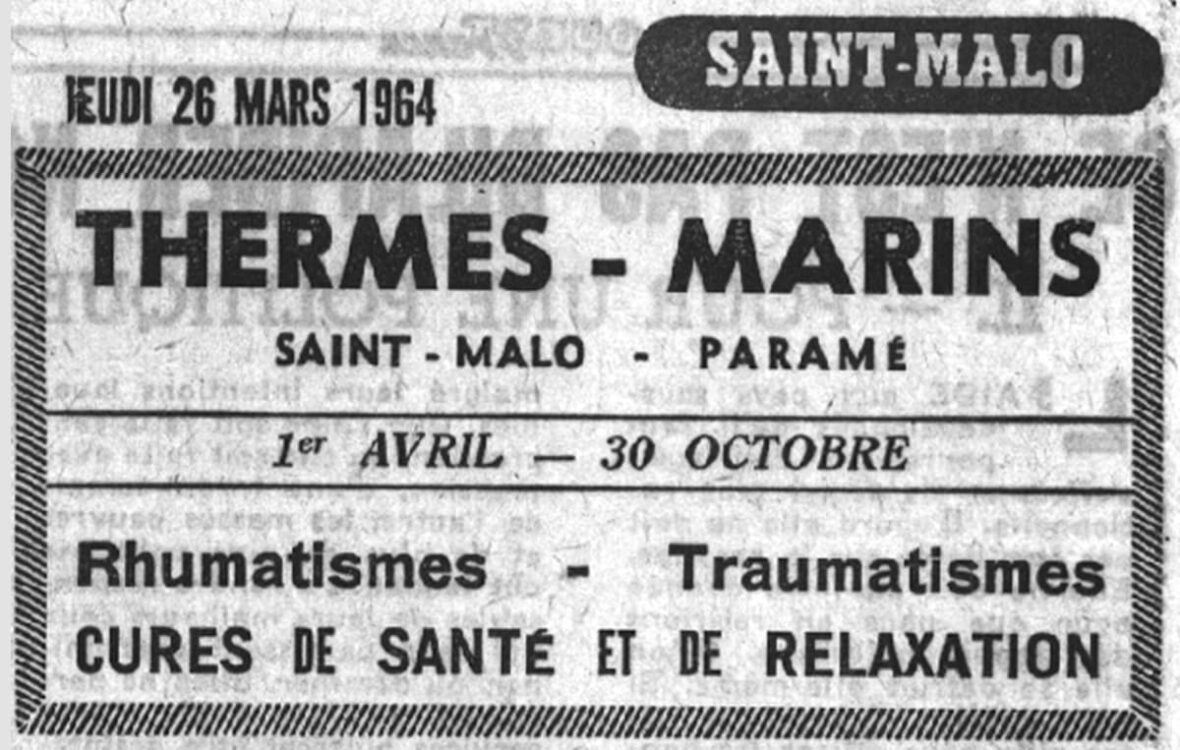 SAINT-MALO
JEUDI 26 MARS 1964
THERMES - MARINS
SAINT-MALO - PARAMÉ
1er AVRIL — 30 OCTOBRE
Rhumatismes - Traumatismes
CURES DE SANTÉ ET DE RELAXATION